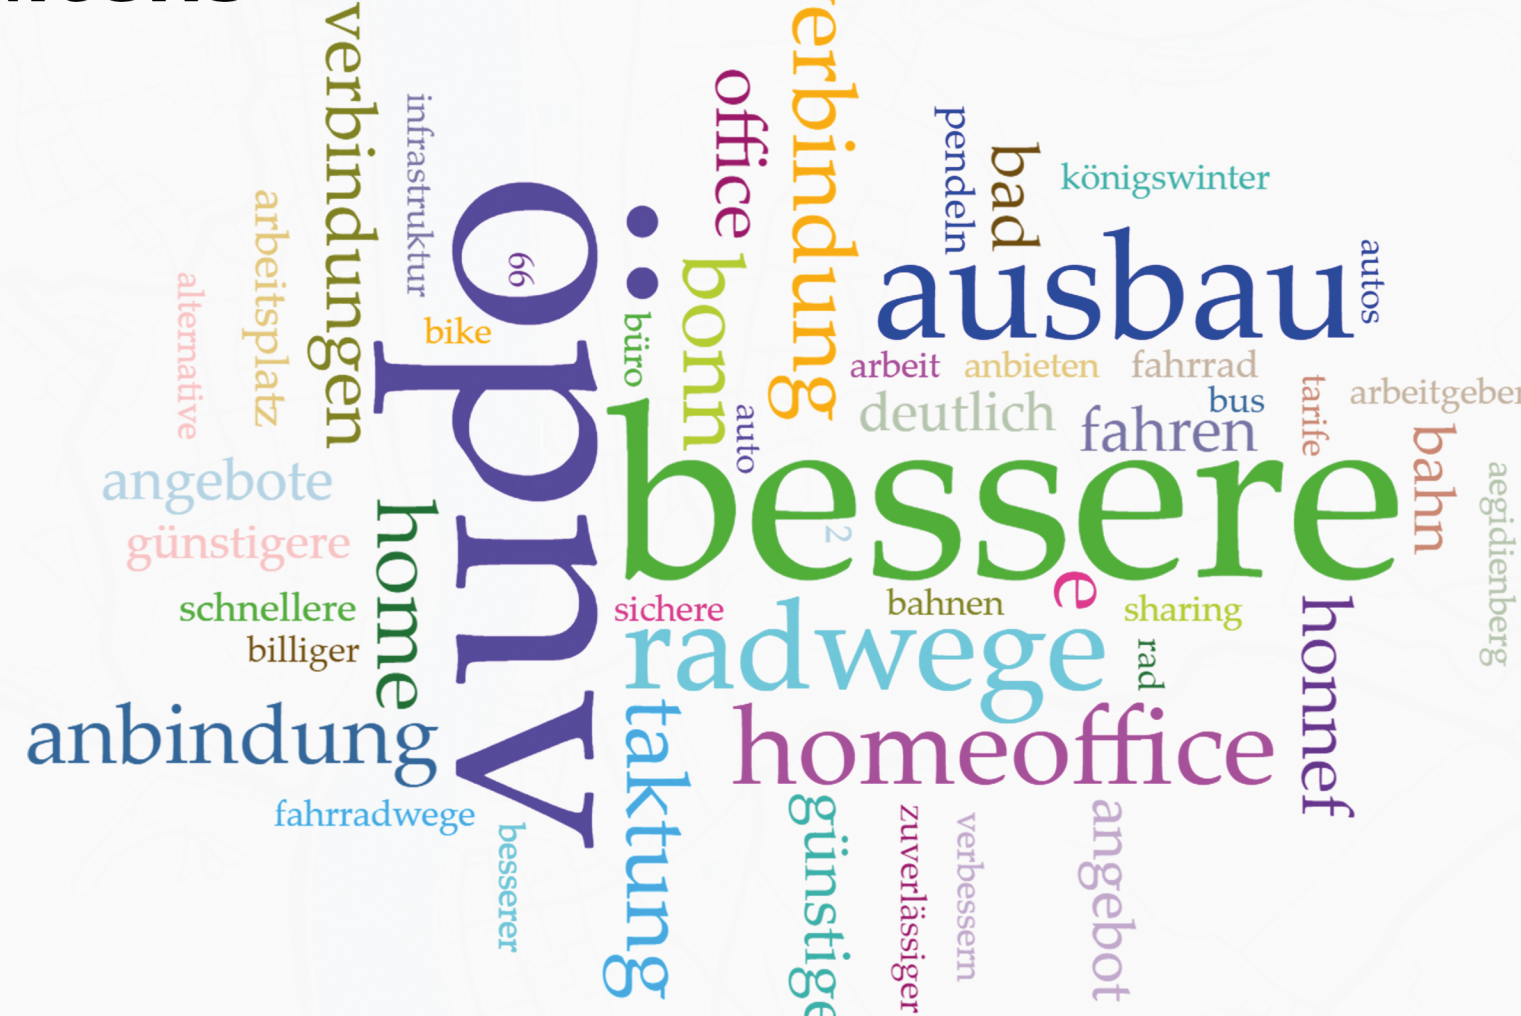 verbindungen
infrastruktur
office
erbindung
pendeln
bad
königswinter
arbeitsplatz
alternative
öpnv
66
bike
büro
bonn
auto
ausbau
autos
arbeit
anbieten
fahrrad
deutlich
fahren
bus
tarife
arbeitgeber
bahn
aegidienberg
angebote
günstigere
home
bessere
2
e
schnellere
billiger
sichere
bahnen
sharing
radwege
rad
honnef
anbindung
taktung
homeoffice
fahrradwege
besserer
günstige
zuverlässiger
verbessern
angebot